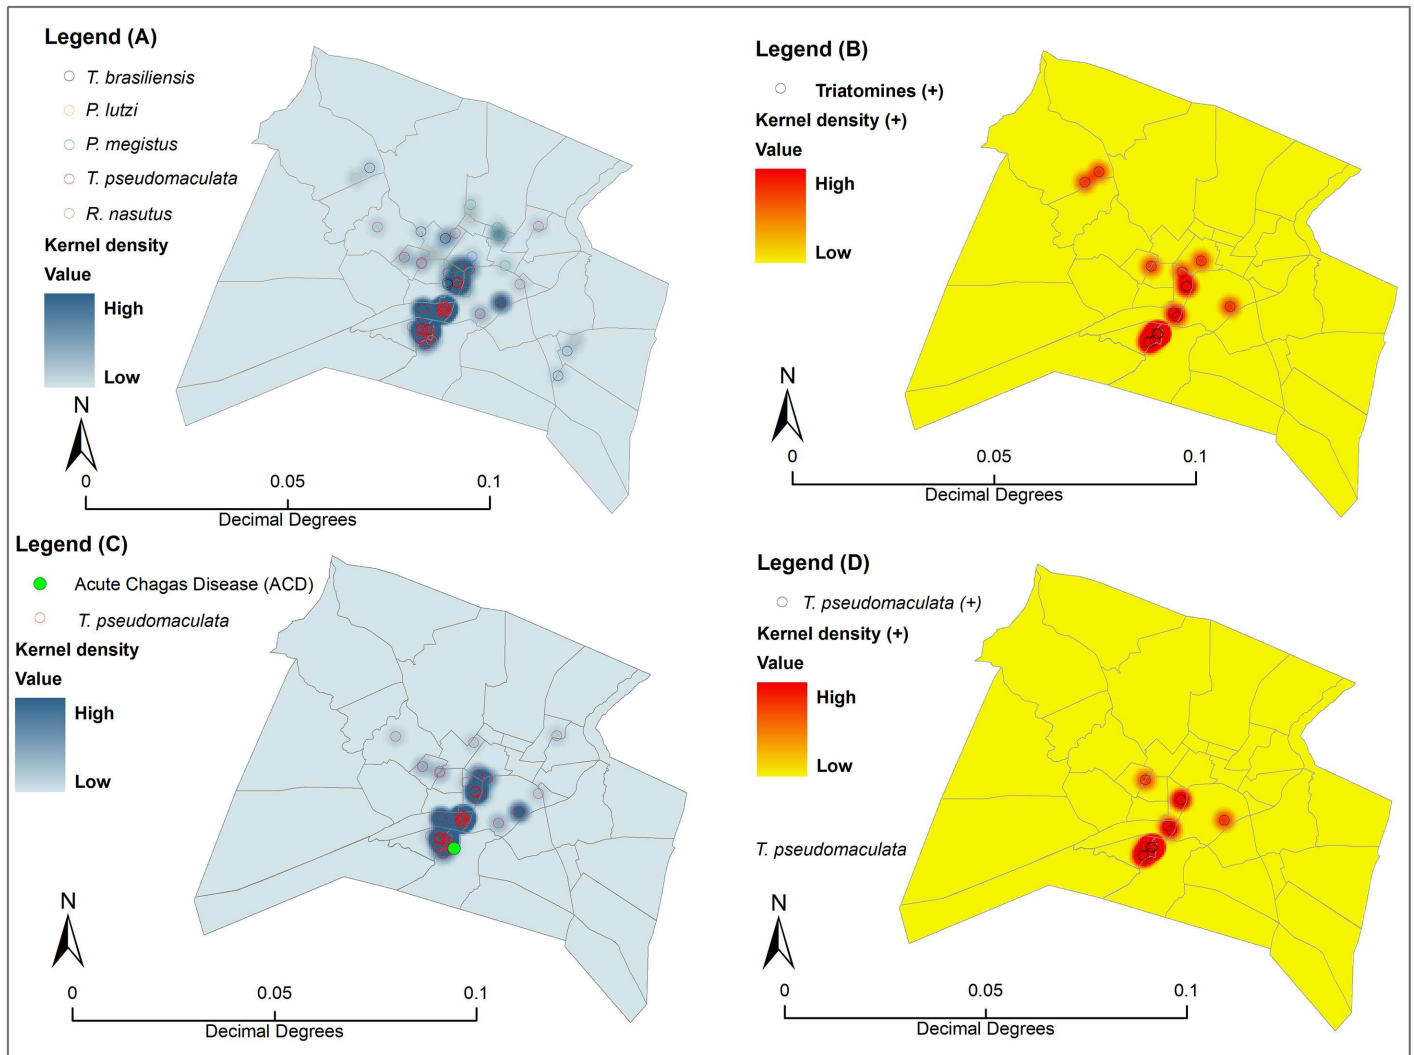 Legend (A)
T. brasiliensis
P. lutzi
P. megistus
T. pseudomaculata
R. nasutus
Kernel density
Value
High
Low
N
0 0.05 0.1
Decimal Degrees
Legend (B)
Triatomines (+)
Kernel density (+)
Value
High
Low
N
0 0.05 0.1
Decimal Degrees
Legend (C)
Acute Chagas Disease (ACD)
T. pseudomaculata
Kernel density
Value
High
Low
N
0 0.05 0.1
Decimal Degrees
Legend (D)
T. pseudomaculata (+)
Kernel density (+)
Value
High
Low
T. pseudomaculata
N
0 0.05 0.1
Decimal Degrees